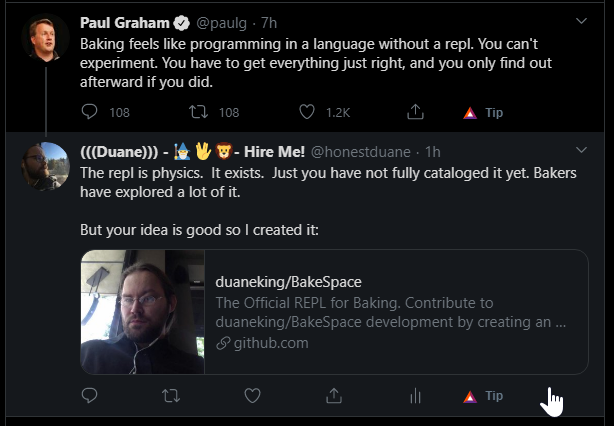 Paul Graham @paulg · 7h
Baking feels like programming in a language without a repl. You can't
experiment. You have to get everything just right, and you only find out
afterward if you did.
108 108 1.2K Tip
(((Duane))) - 🧙‍♂️ 🖖 🦁 - Hire Me! @honestduane · 1h
The repl is physics.  It exists.  Just you have not fully cataloged it yet. Bakers
have explored a lot of it.
But your idea is good so I created it:
duaneking/BakeSpace
The Official REPL for Baking. Contribute to
duaneking/BakeSpace development by creating an ...
github.com
Tip